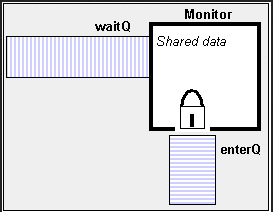 Monitor
waitQ
Shared data
enterQ